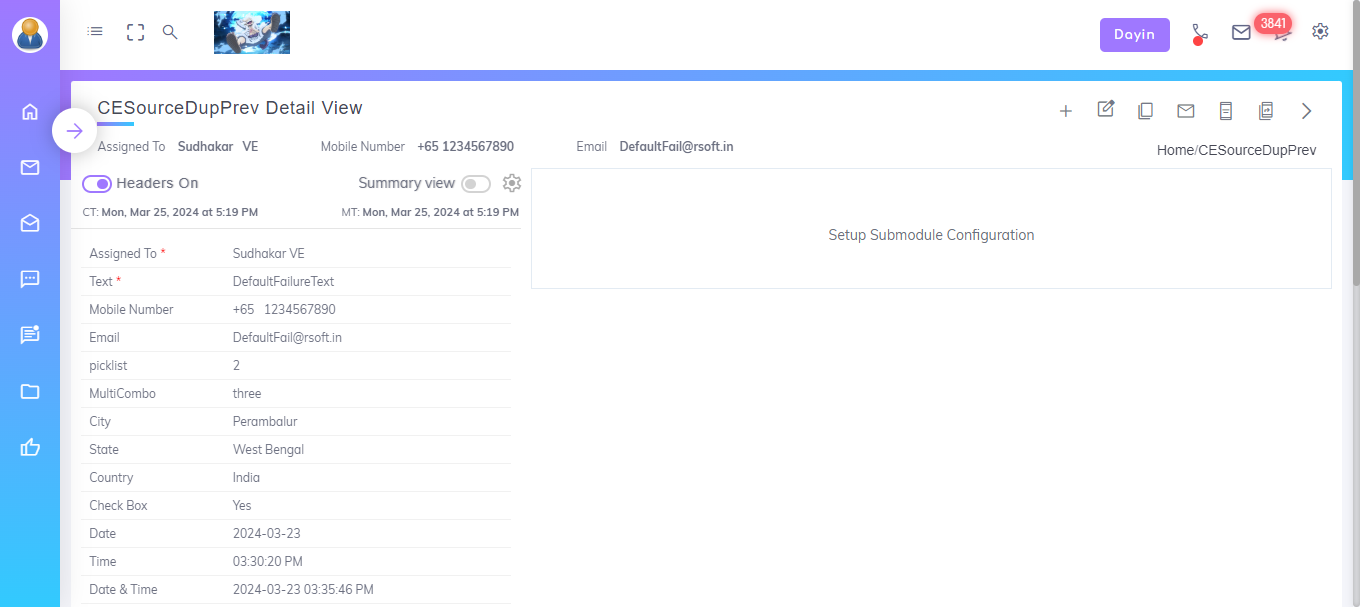 Dayin
3841
CESourceDupPrev Detail View
Assigned To Sudhakar VE Mobile Number +65 1234567890 Email DefaultFail@rsoft.in
Home/CESourceDupPrev
Headers On Summary view
CT: Mon, Mar 25, 2024 at 5:19 PM MT: Mon, Mar 25, 2024 at 5:19 PM
Setup Submodule Configuration
Assigned To * Sudhakar VE
Text * DefaultFailureText
Mobile Number +65 1234567890
Email DefaultFail@rsoft.in
picklist 2
MultiCombo three
City Perambalur
State West Bengal
Country India
Check Box Yes
Date 2024-03-23
Time 03:30:20 PM
Date & Time 2024-03-23 03:35:46 PM